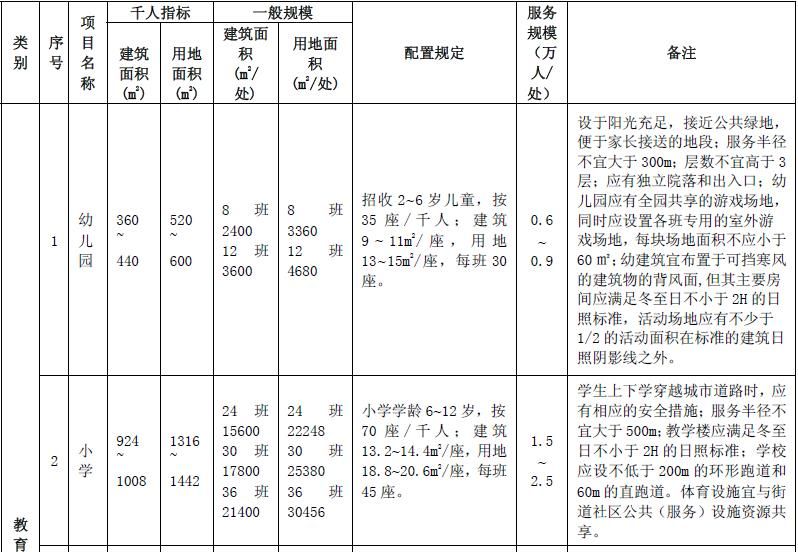 类别
序号
项目名称
千人指标
一般规模
建筑
面积
(㎡)
用地
面积
(㎡)
建筑面
积
(㎡/
处)
用地面
积
(㎡/处)
配置规定
服务
规模
（万
人/
处）
备注
教育
1
幼儿园
360
~
440
520
~
600
8 班
2400
12 班
3600
8 班
3360
12 班
4680
招收 2~6 岁儿童，按
35 座/千人；建筑
9~11㎡/座，用地
13~15㎡/座，每班 30
座。
0.6
~
0.9
设于阳光充足，接近公共绿地，
便于家长接送的地段；服务半径
不宜大于 300m；层数不宜高于 3
层；应有独立院落和出入口；幼
儿园应有全园共享的游戏场地，
同时应设置各班专用的室外游
戏场地，每块场地面积不应小于
60 ㎡；幼建筑宜布置于可挡寒风
的建筑物的背风面,但其主要房
间应满足冬至日不小于 2H 的日
照标准，活动场地应有不少于
1/2 的活动面积在标准的建筑日
照阴影线之外。
2
小学
924
~
1008
1316
~
1442
24 班
15600
30 班
17800
36 班
21400
24 班
22248
30 班
25380
36 班
30456
小学学龄 6~12 岁，按
70 座/千人；建筑
13.2~14.4㎡/座，用地
18.8~20.6㎡/座，每班
45 座。
1.5
~
2.5
学生上下学穿越城市道路时，应
有相应的安全措施；服务半径不
宜大于 500m；教学楼应满足冬至
日不小于 2H 的日照标准；学校
应设不低于 200m 的环形跑道和
60m 的直跑道。体育设施宜与街
道社区公共（服务）设施资源共
享。